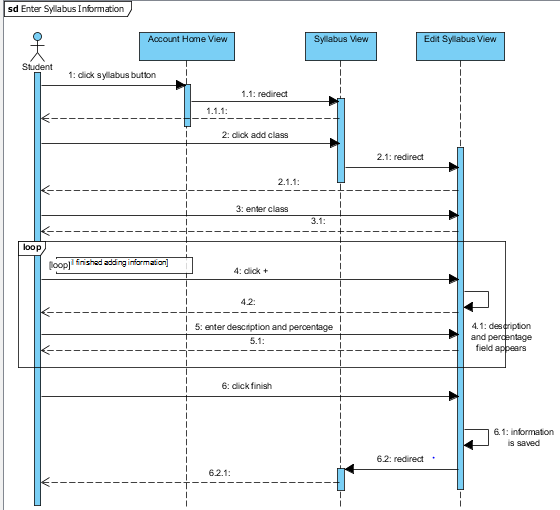 sd Enter Syllabus Information
Account Home View
Syllabus View
Edit Syllabus View
Student
1: click syllabus button
1.1: redirect
1.1.1:
2: click add class
2.1: redirect
2.1.1:
3: enter class
3.1:
loop
[loop] finished adding information]
4: click +
4.2:
4.1: description
and percentage
field appears
5: enter description and percentage
5.1:
6: click finish
6.1: information
is saved
6.2: redirect
6.2.1: